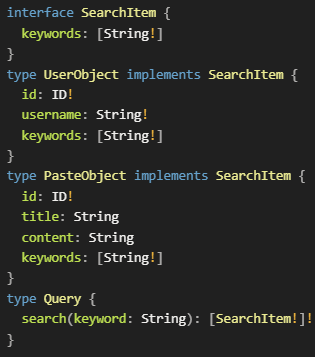 interface SearchItem {
  keywords: [String!]
}
type UserObject implements SearchItem {
  id: ID!
  username: String!
  keywords: [String!]
}
type PasteObject implements SearchItem {
  id: ID!
  title: String
  content: String
  keywords: [String!]
}
type Query {
  search(keyword: String): [SearchItem!]!
}